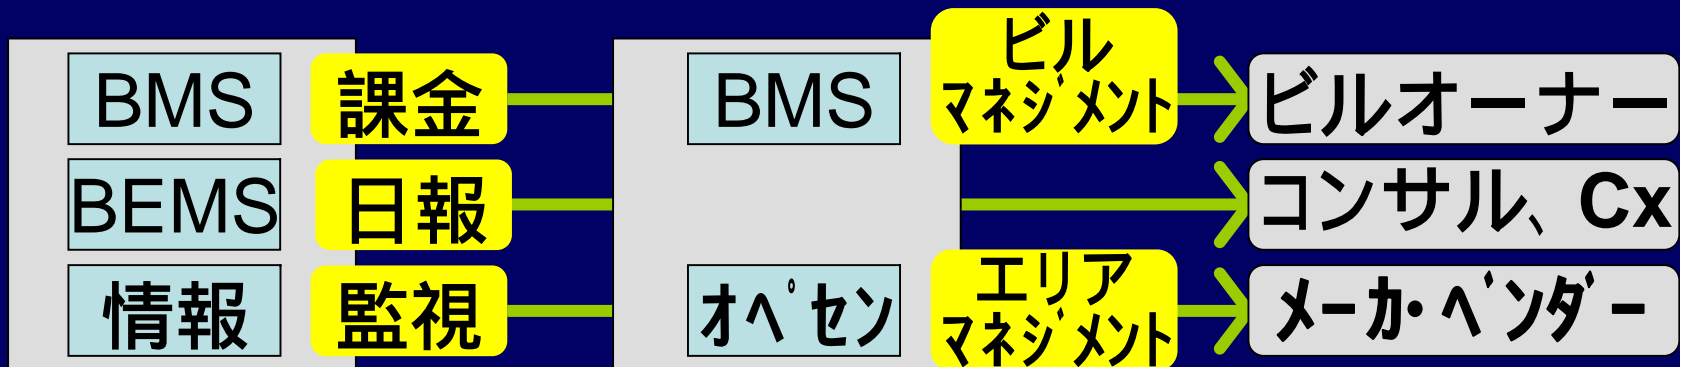 BMS
課金
BMS
ビル
マネジメント
ビルオーナー
BEMS
日報
コンサル、Cx
情報
監視
オペセン
エリア
マネジメント
メーカ・ベンダー